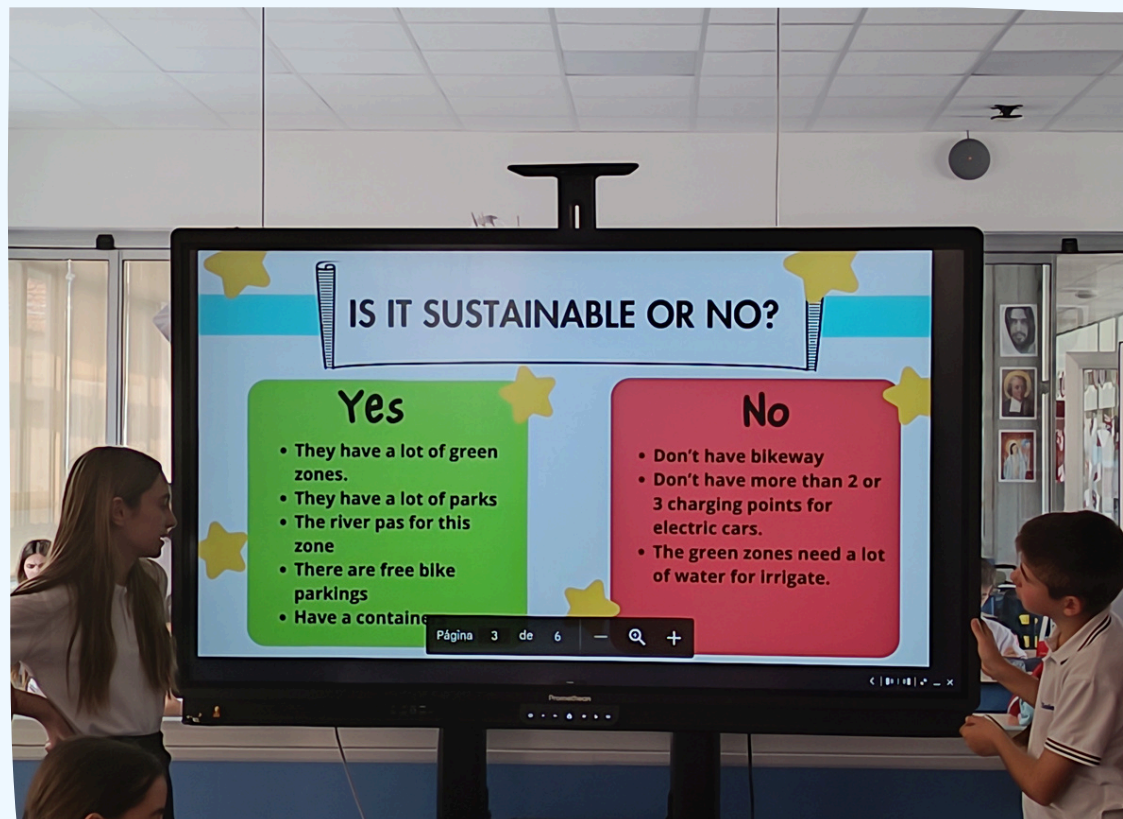 IS IT SUSTAINABLE OR NO?
Yes
• They have a lot of green
zones.
• They have a lot of parks
• The river pas for this
zone
• There are free bike
parkings
• Have a containe
No
• Don't have bikeway
• Don't have more than 2 or
3 charging points for
electric cars.
• The green zones need a lot
of water for irrigate.
Página 3 de 6
Promethean